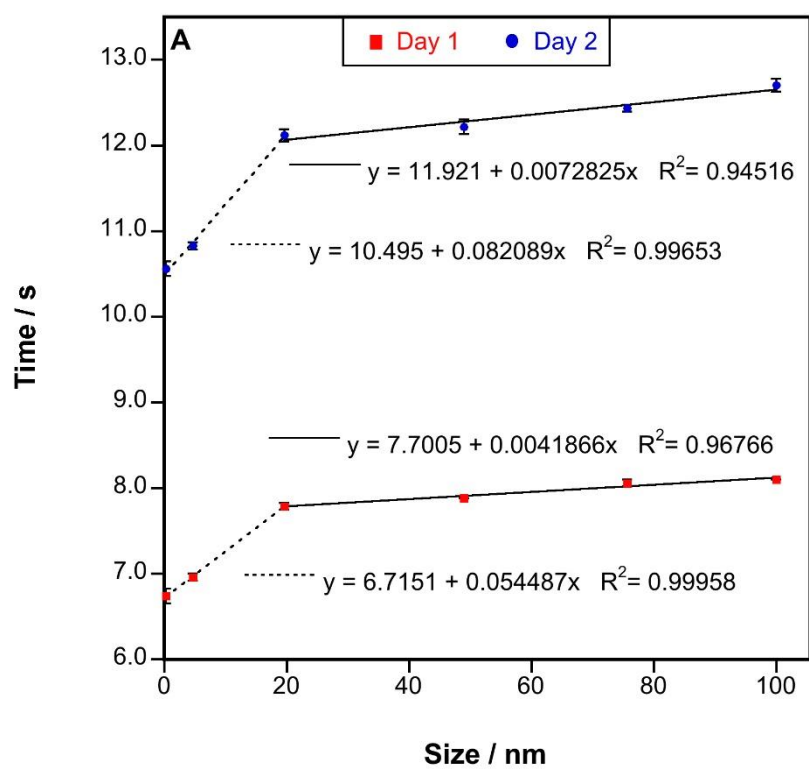 A
Day 1 Day 2
13.0
12.0
y = 11.921 + 0.0072825x R²= 0.94516
11.0
y = 10.495 + 0.082089x R²= 0.99653
10.0
9.0
y = 7.7005 + 0.0041866x R²= 0.96766
8.0
7.0
y = 6.7151 + 0.054487x R²= 0.99958
6.0
0 20 40 60 80 100
Time / s
Size / nm